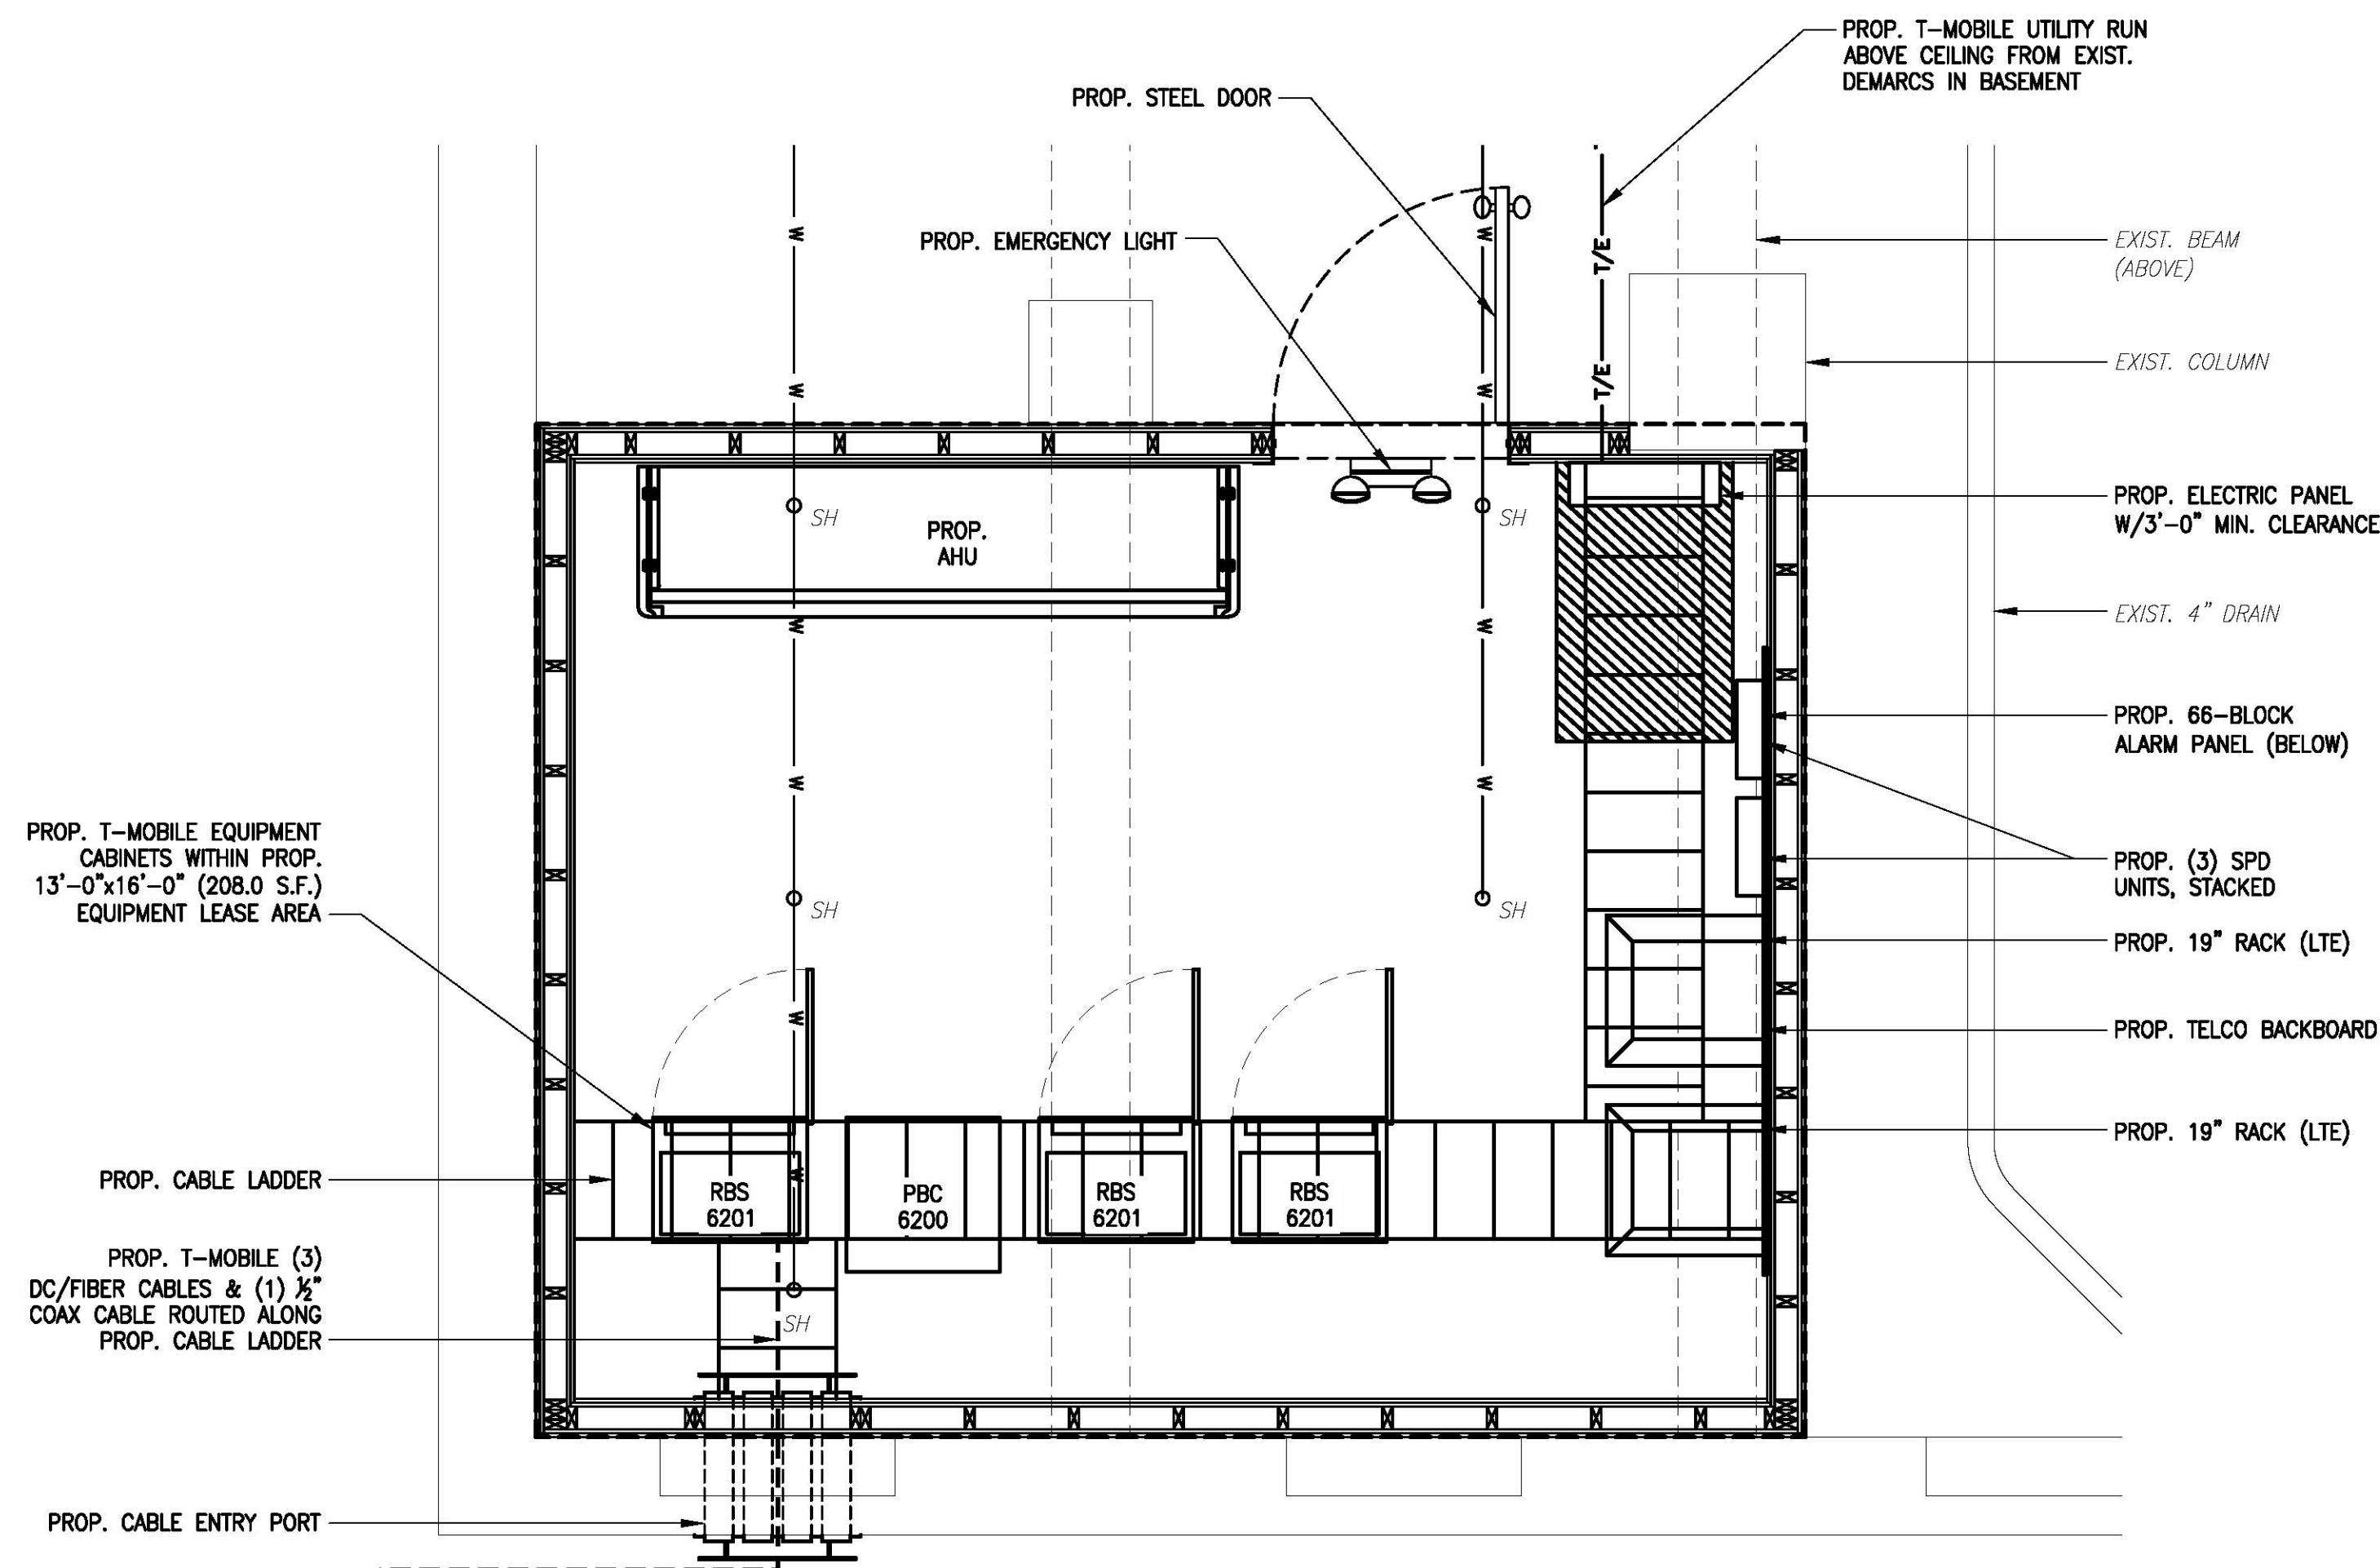 PROP. T-MOBILE UTILITY RUN
ABOVE CEILING FROM EXIST.
DEMARCS IN BASEMENT
PROP. STEEL DOOR
PROP. EMERGENCY LIGHT
EXIST. BEAM
(ABOVE)
EXIST. COLUMN
W
W
T/E
W
W
T/E
PROP. ELECTRIC PANEL
W/3'-0" MIN. CLEARANCE
SH
SH
PROP.
AHU
EXIST. 4" DRAIN
W
W
PROP. 66-BLOCK
ALARM PANEL (BELOW)
W
W
PROP. T-MOBILE EQUIPMENT
CABINETS WITHIN PROP.
13'-0"x16'-0" (208.0 S.F.)
EQUIPMENT LEASE AREA
PROP. (3) SPD
UNITS, STACKED
SH
SH
PROP. 19" RACK (LTE)
W
PROP. TELCO BACKBOARD
PROP. 19" RACK (LTE)
PROP. CABLE LADDER
W
RBS
6201
PBC
6200
RBS
6201
RBS
6201
PROP. T-MOBILE (3)
DC/FIBER CABLES & (1) ½"
COAX CABLE ROUTED ALONG
PROP. CABLE LADDER
SH
PROP. CABLE ENTRY PORT